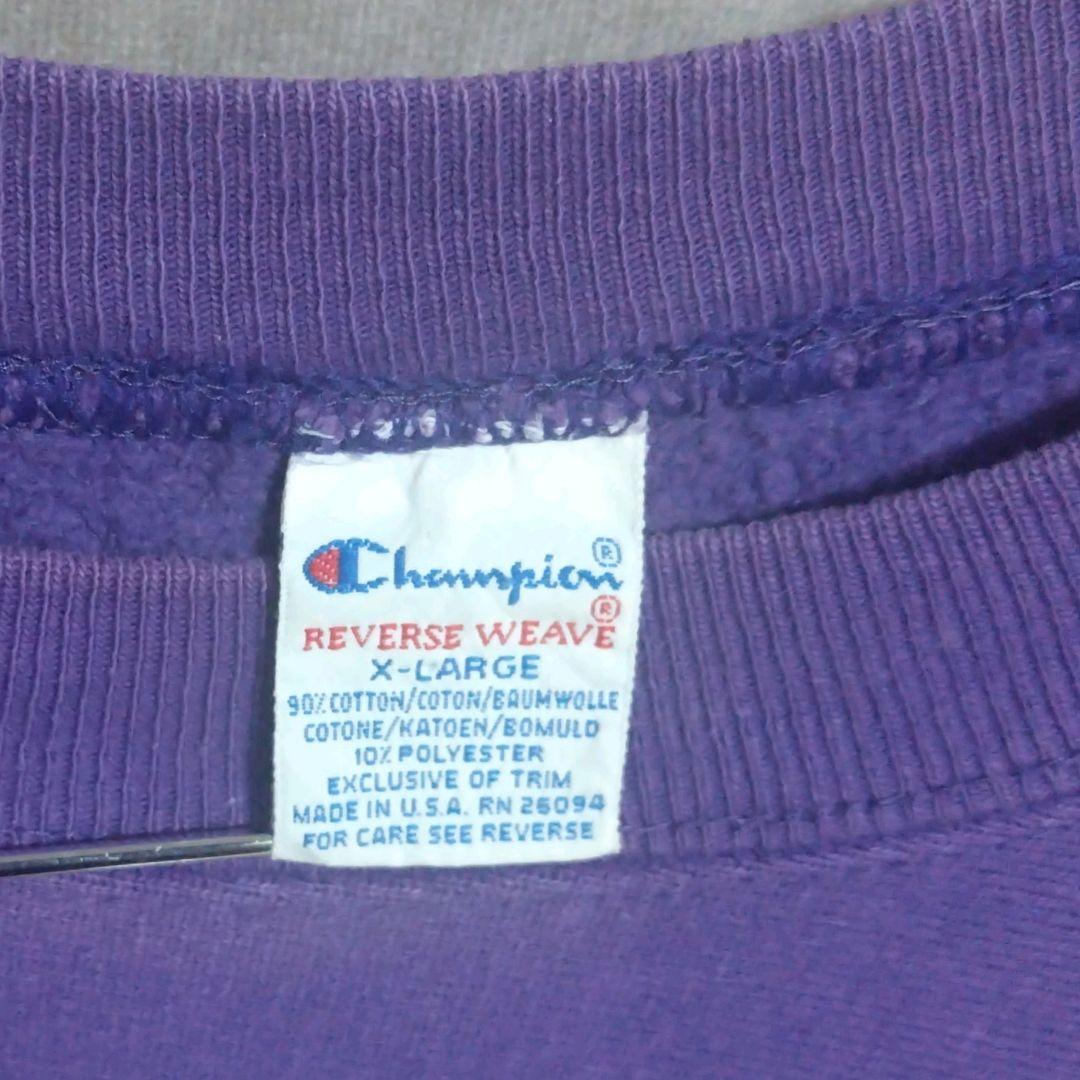 Champion®
REVERSE WEAVE®
X-LARGE
90% COTTON/COTON/BAUMWOLLE
COTONE/KATOEN/BOMULD
10% POLYESTER
EXCLUSIVE OF TRIM
MADE IN U.S.A. RN 26094
FOR CARE SEE REVERSE